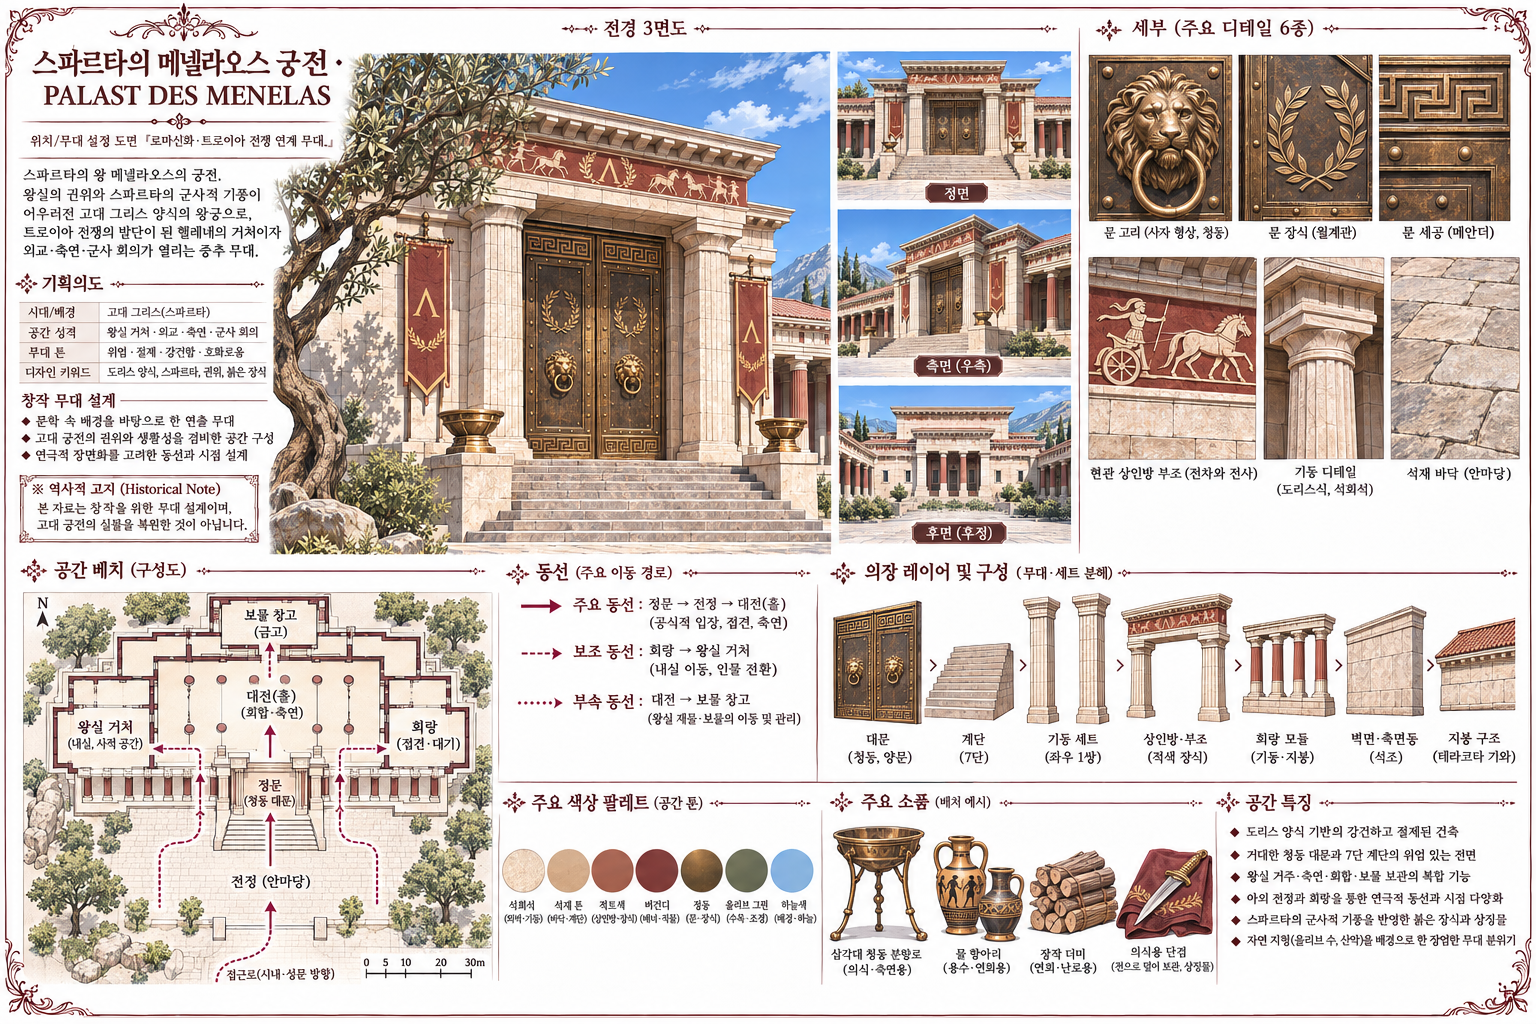 스파르타의 메넬라오스 궁전 ·
PALAST DES MENELAS
위치/무대 설정 도면 『로마신화·트로이아 전쟁 연계 무대』
스파르타의 왕 메넬라오스의 궁전.
왕실의 권위와 스파르타의 군사적 기풍이
어우러전 고대 그리스 양식의 왕궁으로,
트로이아 전쟁의 발단이 된 헬레네의 거처이자
외교·축연·군사 회의가 열리는 중추 무대.
기획의도
시대/배경 고대 그리스(스파르타)
공간 성격 왕실 거처·외교·축연·군사 회의
무대 톤 위엄·절제·강건함·호화로움
디자인 키워드 도리스 양식, 스파르타, 권위, 붉은 장식
창작 무대 설계
◆ 문학 속 배경을 바탕으로 한 연출 무대
◆ 고대 궁전의 권위와 생활성을 겸비한 공간 구성
◆ 연극적 장면화를 고려한 동선과 시점 설계
※ 역사적 고지 (Historical Note)
본 자료는 창작을 위한 무대 설계이며,
고대 궁전의 실물을 복원한 것이 아닙니다.
전경 3면도
Λ
Λ
Λ
정면
측면 (우측)
후면 (후정)
세부 (주요 디테일 6종)
문 고리 (사자 형상, 청동)
문 장식 (월계관)
문 세공 (메안더)
현관 상인방 부조 (전차와 전사)
기둥 디테일
(도리스식, 석회석)
석재 바닥 (안마당)
공간 배치 (구성도)
N
보물 창고
(금고)
대전(홀)
(회합·축연)
왕실 거처
(내실, 사적 공간)
회랑
(접견·대기)
정문
(청동 대문)
전정 (안마당)
접근로(시내·성문 방향)
0 5 10 20 30m
동선 (주요 이동 경로)
주요 동선 : 정문 → 전정 → 대전(홀)
(공식적 입장, 접견, 축연)
보조 동선 : 회랑 → 왕실 거처
(내실 이동, 인물 전환)
부속 동선 : 대전 → 보물 창고
(왕실 재물·보물의 이동 및 관리)
의장 레이어 및 구성 (무대·세트 분해)
대문
(청동, 양문)
계단
(7단)
기둥 세트
(좌우 1쌍)
상인방·부조
(적색 장식)
회랑 모듈
(기둥·지붕)
벽면·측면동
(석조)
지붕 구조
(테라코타 기와)
주요 색상 팔레트 (공간 톤)
석회석
(외벽·기둥)
석재 톤
(바닥·계단)
적토색
(상인방·장식)
버건디
(배너·직물)
청동
(문·장식)
올리브 그린
(수목·조경)
하늘색
(배경·하늘)
주요 소품 (배치 예시)
삼각대 청동 분향로
(의식·축연용)
물 항아리
(용수·연회용)
장작 더미
(연회·난로용)
의식용 단검
(천으로 덮어 보관, 상징물)
공간 특징
◆ 도리스 양식 기반의 강건하고 절제된 건축
◆ 거대한 청동 대문과 7단 계단의 위엄 있는 전면
◆ 왕실 거주·축연·회합·보물 보관의 복합 기능
◆ 야외 전정과 회랑을 통한 연극적 동선과 시점 다양화
◆ 스파르타의 군사적 기풍을 반영한 붉은 장식과 상징물
◆ 자연 지형(올리브 수, 산악)을 배경으로 한 장엄한 무대 분위기